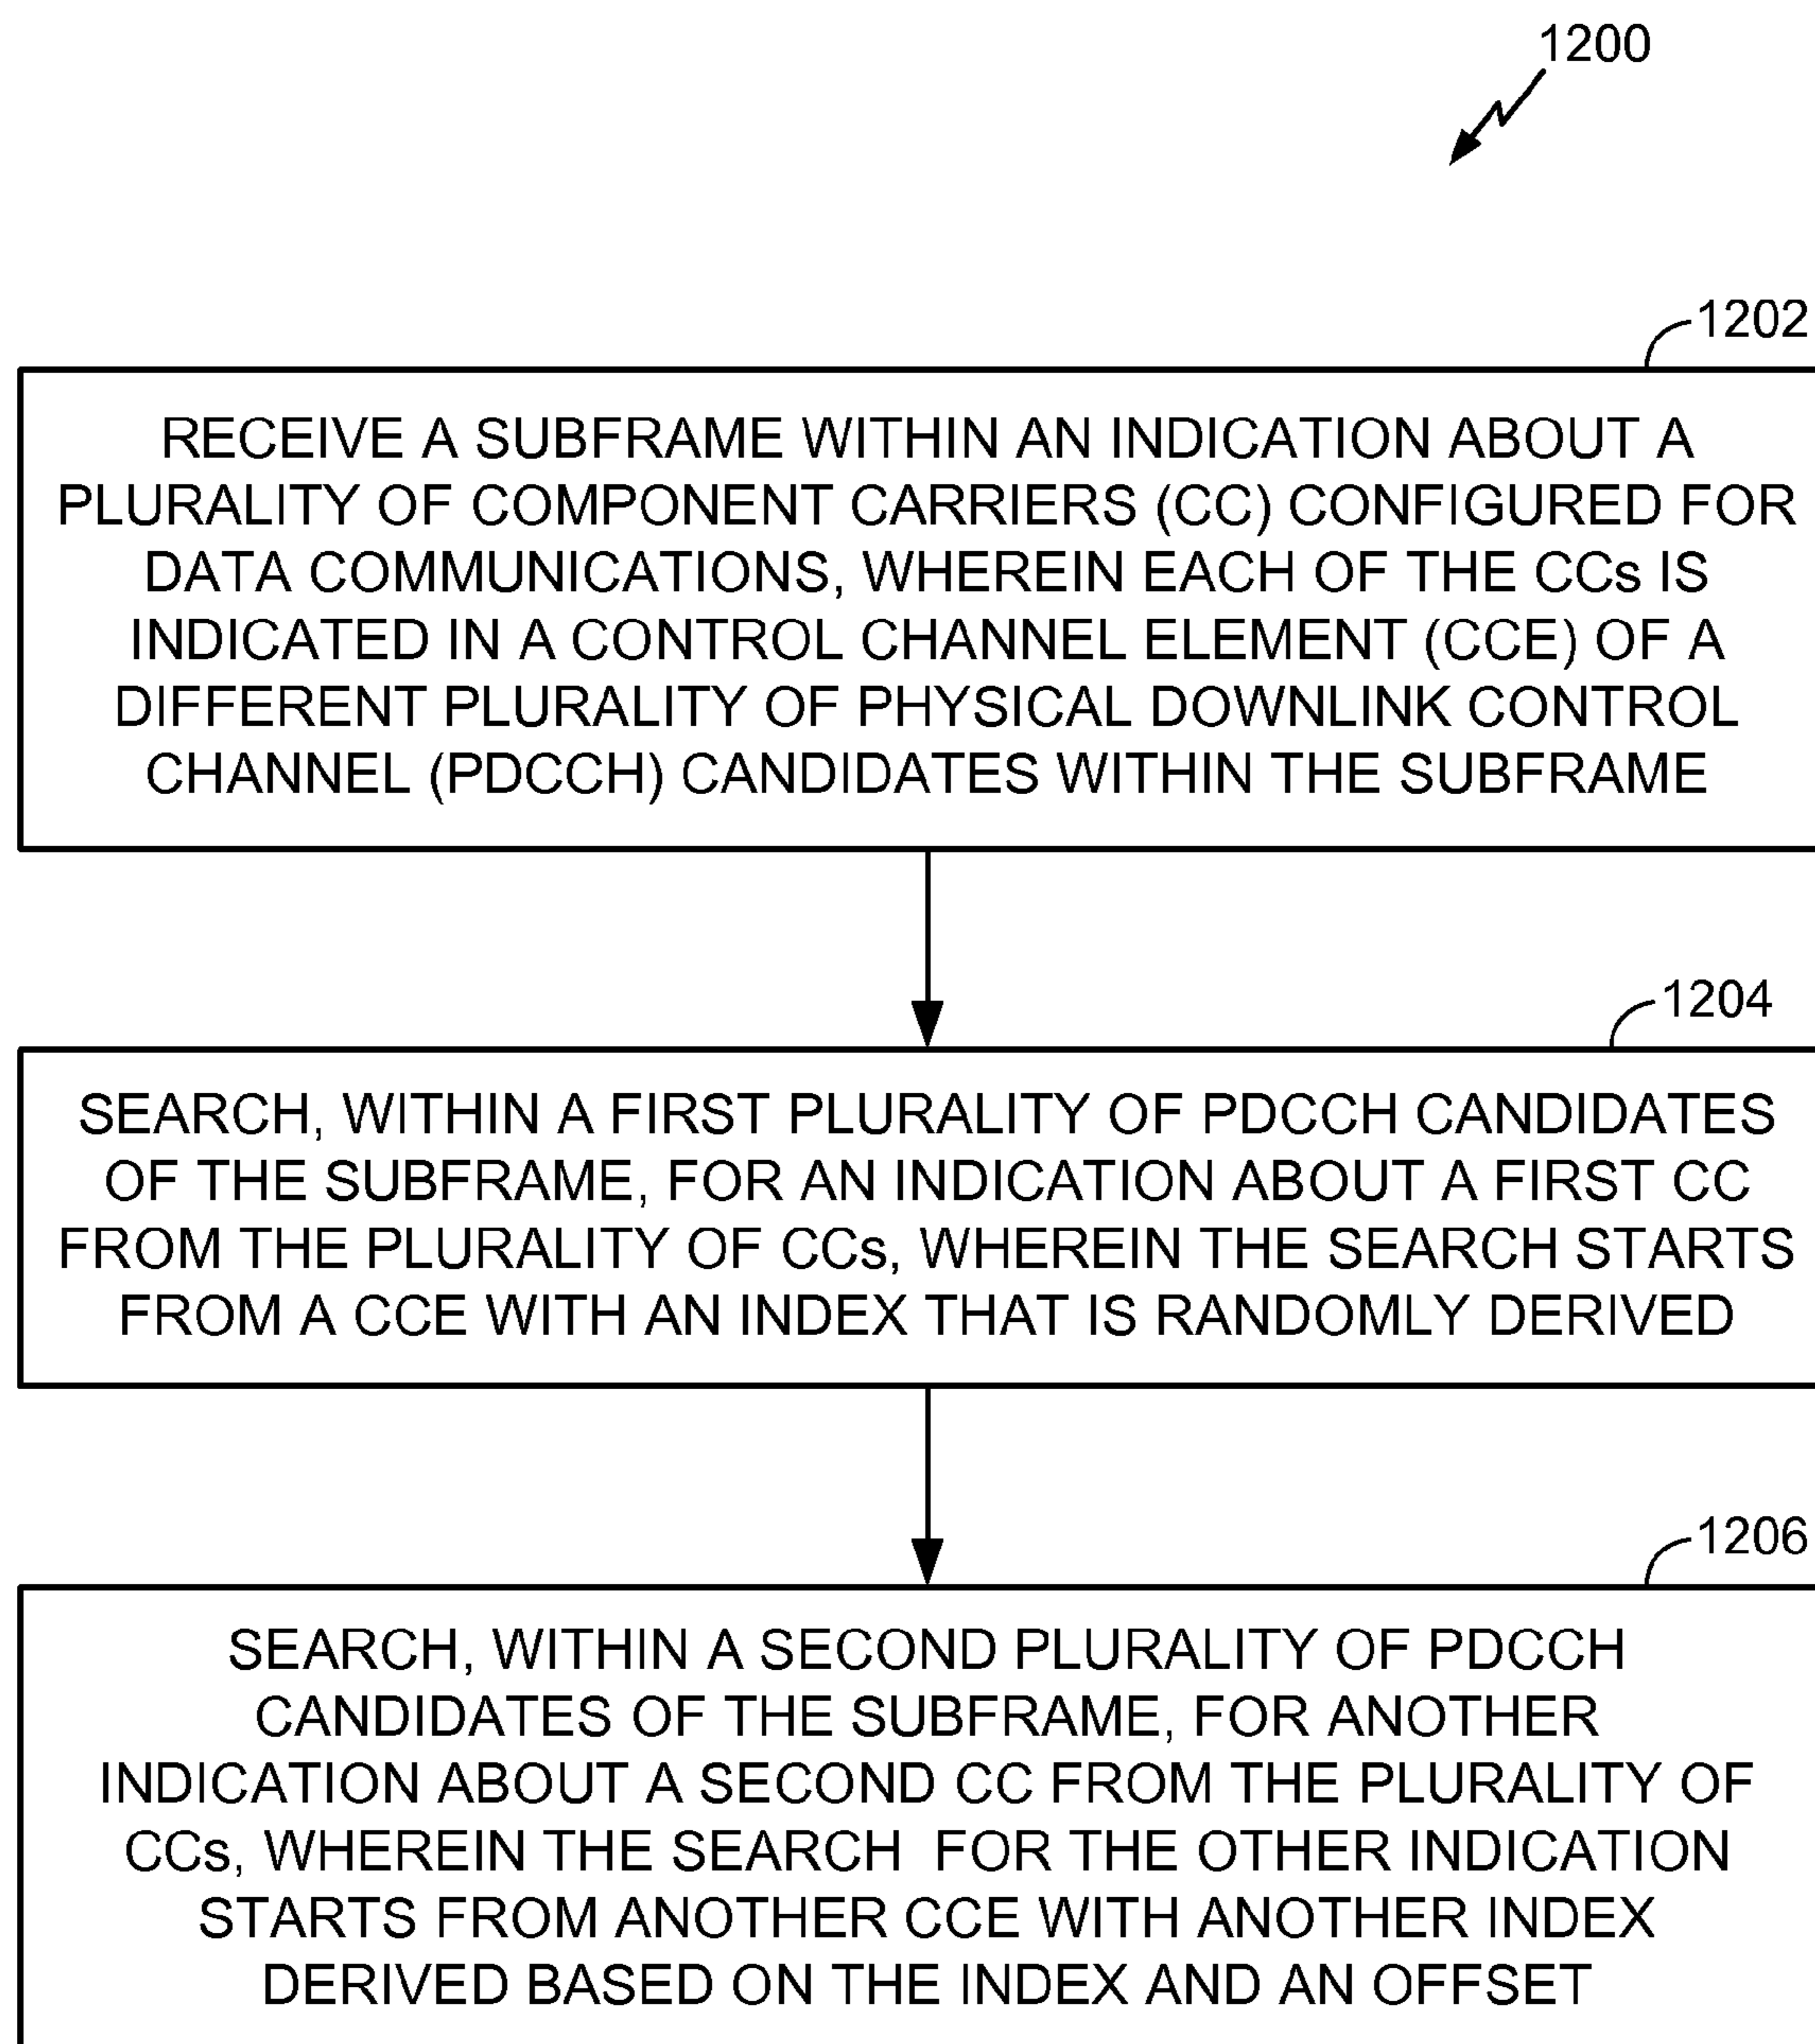 1200
1202
RECEIVE A SUBFRAME WITHIN AN INDICATION ABOUT A
PLURALITY OF COMPONENT CARRIERS (CC) CONFIGURED FOR
DATA COMMUNICATIONS, WHEREIN EACH OF THE CCs IS
INDICATED IN A CONTROL CHANNEL ELEMENT (CCE) OF A
DIFFERENT PLURALITY OF PHYSICAL DOWNLINK CONTROL
CHANNEL (PDCCH) CANDIDATES WITHIN THE SUBFRAME
1204
SEARCH, WITHIN A FIRST PLURALITY OF PDCCH CANDIDATES
OF THE SUBFRAME, FOR AN INDICATION ABOUT A FIRST CC
FROM THE PLURALITY OF CCs, WHEREIN THE SEARCH STARTS
FROM A CCE WITH AN INDEX THAT IS RANDOMLY DERIVED
1206
SEARCH, WITHIN A SECOND PLURALITY OF PDCCH
CANDIDATES OF THE SUBFRAME, FOR ANOTHER
INDICATION ABOUT A SECOND CC FROM THE PLURALITY OF
CCs, WHEREIN THE SEARCH FOR THE OTHER INDICATION
STARTS FROM ANOTHER CCE WITH ANOTHER INDEX
DERIVED BASED ON THE INDEX AND AN OFFSET